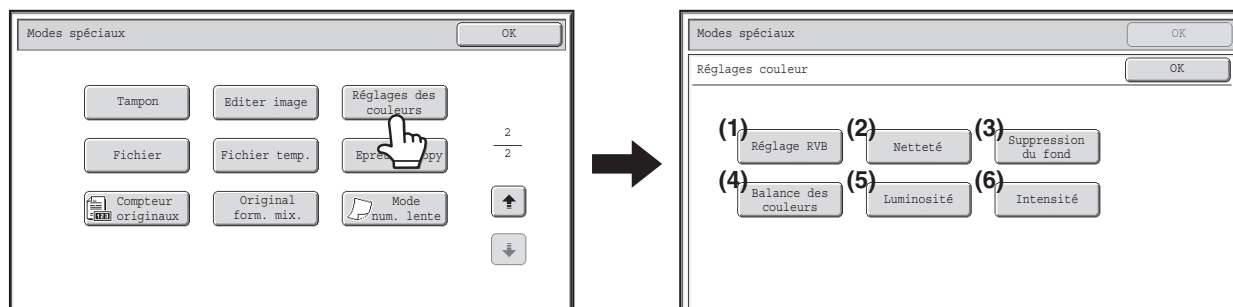 Modes spéciaux
OK
Tampon
Editer image
Réglages des
couleurs
Fichier
Fichier temp.
2
2
Compteur
originaux
Original
form. mix.
Mode
num. lente
Modes spéciaux
OK
Réglages couleur
OK
(1)
Réglage RVB
(2)
Netteté
(3)
Suppression
du fond
(4)
Balance des
couleurs
(5)
Luminosité
(6)
Intensité